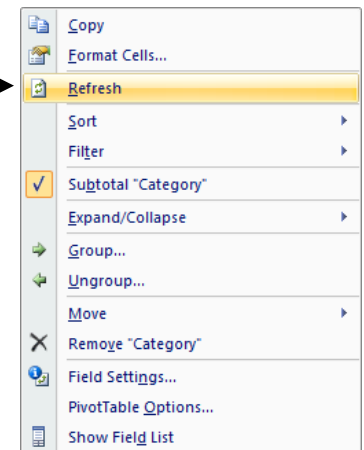 Copy
Format Cells...
Refresh
Sort
Filter
Subtotal "Category"
Expand/Collapse
Group...
Ungroup...
Move
Remove "Category"
Field Settings...
PivotTable Options...
Show Field List